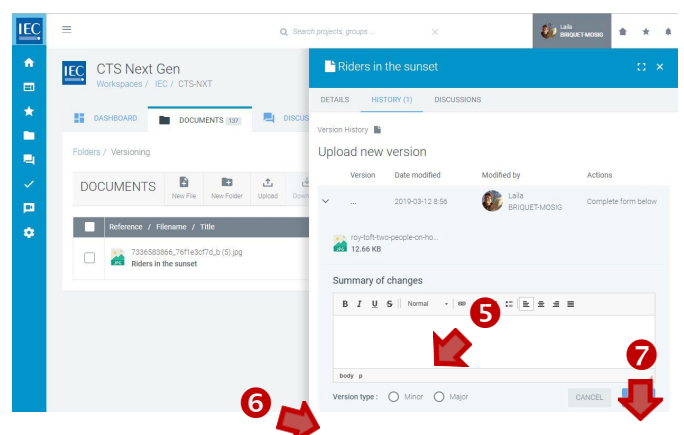 IEC
Search projects, groups...
Laila
BRIQUET-MOSIG
IEC
CTS Next Gen
Workspaces / IEC / CTS-NXT
DASHBOARD
DOCUMENTS 137
DISCUS
Folders / Versioning
DOCUMENTS
New File
New Folder
Upload
Down
Reference / Filename / Title
7336583866_76f1e3cf7d_b (5).jpg
Riders in the sunset
Riders in the sunset
DETAILS
HISTORY (1)
DISCUSSIONS
Version History
Upload new version
Version
Date modified
Modified by
Actions
...
2019-03-12 8:56
Laila
BRIQUET-MOSIG
Complete form below
roy-toft-two-people-on-ho...
12.66 KB
Summary of changes
B I U S
Normal
5
body p
7
6
Version type :
Minor
Major
CANCEL